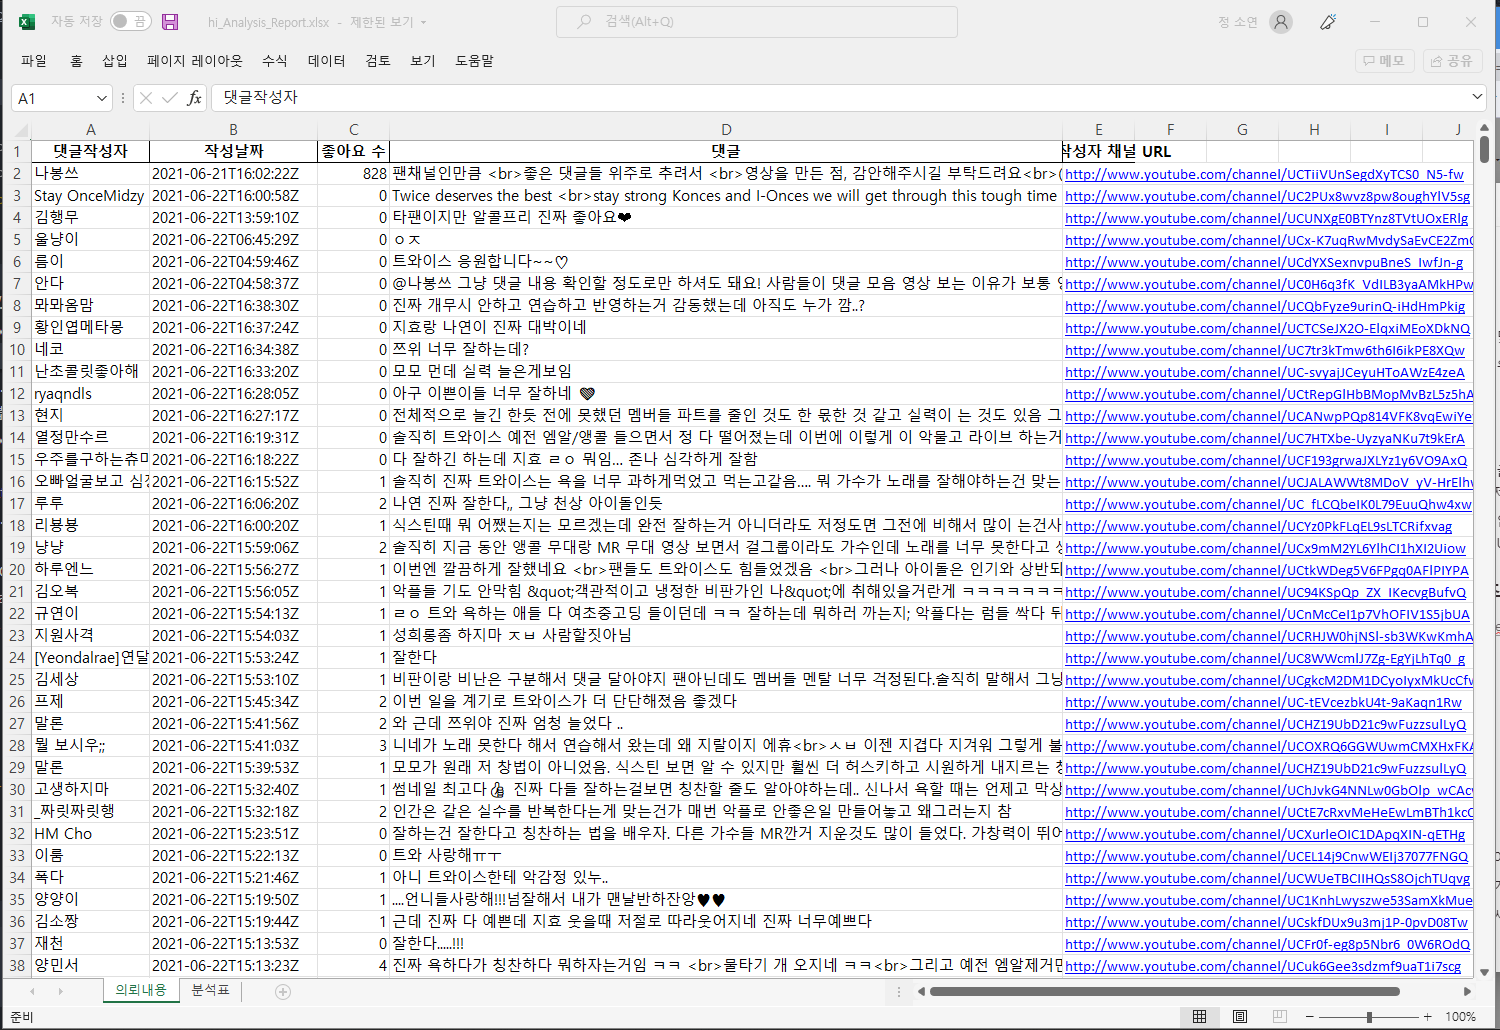 자동 저장 끔 hi_Analysis_Report.xlsx - 제한된 보기 검색(Alt+Q) 정 소연
파일 홈 삽입 페이지 레이아웃 수식 데이터 검토 보기 도움말 메모 공유
A1 fx 댓글작성자
A B C D E F G H I J
1 댓글작성자 작성날짜 좋아요 수 댓글 작성자 채널 URL
2 나봉쓰 2021-06-21T16:02:22Z 828 팬채널인만큼 <br>좋은 댓글들 위주로 추려서 <br>영상을 만든 점, 감안해주시길 부탁드려요<br>( http://www.youtube.com/channel/UCTiiVUnSegdXyTCS0_N5-fw
3 Stay OnceMidzy 2021-06-22T16:00:58Z 0 Twice deserves the best <br>stay strong Konces and I-Onces we will get through this tough time http://www.youtube.com/channel/UC2PUx8wvz8pw8oughYlV5sg
4 김행무 2021-06-22T13:59:10Z 0 타팬이지만 알콜프리 진짜 좋아요❤ http://www.youtube.com/channel/UCUNXgE0BTYnz8TVtUOxERlg
5 울냥이 2021-06-22T06:45:29Z 0 ㅇㅈ http://www.youtube.com/channel/UCx-K7uqRwMvdySaEvCE2Zm
6 름이 2021-06-22T04:59:46Z 0 트와이스 응원합니다~~♡ http://www.youtube.com/channel/UCdYXSexnvpuBneS_IwfJn-g
7 안다 2021-06-22T04:58:37Z 0 @나봉쓰 그냥 댓글 내용 확인할 정도로만 하셔도 돼요! 사람들이 댓글 모음 영상 보는 이유가 보통 http://www.youtube.com/channel/UC0H6q3fK_VdILB3yaAMkHPw
8 뫄뫄옴맘 2021-06-22T16:38:30Z 0 진짜 개무시 안하고 연습하고 반영하는거 감동했는데 아직도 누가 깜..? http://www.youtube.com/channel/UCQbFyze9urinQ-iHdHmPkig
9 황인엽메타몽 2021-06-22T16:37:24Z 0 지효랑 나연이 진짜 대박이네 http://www.youtube.com/channel/UCTCSeJX2O-ElqxiMEoXDkNQ
10 네코 2021-06-22T16:34:38Z 0 쯔위 너무 잘하는데? http://www.youtube.com/channel/UC7tr3kTmw6th6I6ikPE8XQw
11 난초콜릿좋아해 2021-06-22T16:33:20Z 0 모모 먼데 실력 늘은게보임 http://www.youtube.com/channel/UC-svyajJCeyuHToAWzE4zeA
12 ryaqndls 2021-06-22T16:28:05Z 0 아구 이쁜이들 너무 잘하네 http://www.youtube.com/channel/UCtRepGlHbBMopMvBzL5z5hA
13 현지 2021-06-22T16:27:17Z 0 전체적으로 늘긴 한듯 전에 못했던 멤버들 파트를 줄인 것도 한 몫한 것 같고 실력이 는 것도 있음 그 http://www.youtube.com/channel/UCANwpPQp814VFK8vqEwiYe
14 열정만수르 2021-06-22T16:19:31Z 0 솔직히 트와이스 예전 엠알/앵콜 들으면서 정 다 떨어졌는데 이번에 이렇게 이 악물고 라이브 하는거 http://www.youtube.com/channel/UC7HTXbe-UyzyaNKu7t9kErA
15 우주를구하는츄 2021-06-22T16:18:22Z 0 다 잘하긴 하는데 지효 ㄹㅇ 뭐임... 존나 심각하게 잘함 http://www.youtube.com/channel/UCF193grwaJXLYz1y6VO9AxQ
16 오빠얼굴보고 심 2021-06-22T16:15:52Z 1 솔직히 진짜 트와이스는 욕을 너무 과하게먹었고 먹는고같음.... 뭐 가수가 노래를 잘해야하는건 맞는 http://www.youtube.com/channel/UCJALAWWt8MDoV_yV-HrElh
17 루루 2021-06-22T16:06:20Z 2 나연 진짜 잘한다,, 그냥 천상 아이돌인듯 http://www.youtube.com/channel/UC_fLCQbeIK0L79EuuQhw4xw
18 리봉봉 2021-06-22T16:00:20Z 1 식스틴때 뭐 어쨌는지는 모르겠는데 완전 잘하는거 아니더라도 저정도면 그전에 비해서 많이 는건사 http://www.youtube.com/channel/UCYz0PkFLqEL9sLTCRifxvag
19 냥냥 2021-06-22T15:59:06Z 2 솔직히 지금 동안 앵콜 무대랑 MR 무대 영상 보면서 걸그룹이라도 가수인데 노래를 너무 못한다고 http://www.youtube.com/channel/UCx9mM2YL6YlhCI1hXI2Uiow
20 하루엔느 2021-06-22T15:56:27Z 1 이번엔 깔끔하게 잘했네요 <br>팬들도 트와이스도 힘들었겠음 <br>그러나 아이돌은 인기와 상반되 http://www.youtube.com/channel/UCtkWDeg5V6FPgq0AFlPIYPA
21 김오복 2021-06-22T15:56:05Z 1 악플들 기도 안막힘 &quot;객관적이고 냉정한 비판가인 나&quot;에 취해있을거란게 ㅋㅋㅋㅋㅋㅋㅋ http://www.youtube.com/channel/UC94KSpQp_ZX_IKecvgBufvQ
22 규연이 2021-06-22T15:54:13Z 1 ㄹㅇ 트와 욕하는 애들 다 여초중고딩 들이던데 ㅋㅋ 잘하는데 뭐하러 까는지; 악플다는 럼들 싹다 뒤 http://www.youtube.com/channel/UCnMcCeI1p7VhOFIV1S5jbUA
23 지원사격 2021-06-22T15:54:03Z 1 성희롱좀 하지마 ㅈㅂ 사람할짓아님 http://www.youtube.com/channel/UCRHJW0hjNSl-sb3WKwKmhA
24 [Yeondalrae]연달 2021-06-22T15:53:24Z 1 잘한다 http://www.youtube.com/channel/UC8WWcmlJ7Zg-EgYjLhTq0_g
25 김세상 2021-06-22T15:53:10Z 1 비판이랑 비난은 구분해서 댓글 달아야지 팬아닌데도 멤버들 멘탈 너무 걱정된다.솔직히 말해서 그냥 http://www.youtube.com/channel/UCgkcM2DM1DCyoIyxMkUcCf
26 프제 2021-06-22T15:45:34Z 2 이번 일을 계기로 트와이스가 더 단단해졌음 좋겠다 http://www.youtube.com/channel/UC-tEVcezbkU4t-9aKaqn1Rw
27 말론 2021-06-22T15:41:56Z 2 와 근데 쯔위야 진짜 엄청 늘었다 .. http://www.youtube.com/channel/UCHZ19UbD21c9wFuzzsulLyQ
28 뭘 보시우;; 2021-06-22T15:41:03Z 3 니네가 노래 못한다 해서 연습해서 왔는데 왜 지랄이지 에휴<br>ㅅㅂ 이젠 지겹다 지겨워 그렇게 불 http://www.youtube.com/channel/UCOXRQ6GGWUwmCMXHxFKA
29 말론 2021-06-22T15:39:53Z 1 모모가 원래 저 창법이 아니었음. 식스틴 보면 알 수 있지만 훨씬 더 허스키하고 시원하게 내지르는 창 http://www.youtube.com/channel/UCHZ19UbD21c9wFuzzsulLyQ
30 고생하지마 2021-06-22T15:32:40Z 1 썸네일 최고다👍 진짜 다들 잘하는걸보면 칭찬할 줄도 알아야하는데.. 신나서 욕할 때는 언제고 막상 http://www.youtube.com/channel/UChJvkG4NNLw0GbOlp_wCAc
31 _짜릿짜릿행 2021-06-22T15:32:18Z 2 인간은 같은 실수를 반복한다는게 맞는건가 매번 악플로 안좋은일 만들어놓고 왜그러는지 참 http://www.youtube.com/channel/UCtE7cRxvMeHeEwLmBTh1kc
32 HM Cho 2021-06-22T15:23:51Z 0 잘하는건 잘한다고 칭찬하는 법을 배우자. 다른 가수들 MR깐거 지운것도 많이 들었다. 가창력이 뛰어 http://www.youtube.com/channel/UCXurleOIC1DApqXIN-qETHg
33 이룸 2021-06-22T15:22:13Z 0 트와 사랑해ㅠㅜ http://www.youtube.com/channel/UCEL14j9CnwWEIj37077FNGQ
34 폭다 2021-06-22T15:21:46Z 1 아니 트와이스한테 악감정 있누.. http://www.youtube.com/channel/UCWUeTBCIIHQsS8OjchTUqvg
35 양양이 2021-06-22T15:19:50Z 1 ....언니들사랑해!!!넘잘해서 내가 맨날반하잔앙♥♥ http://www.youtube.com/channel/UC1KnhLwyszwe53SamXkMue
36 김소짱 2021-06-22T15:19:44Z 1 근데 진짜 다 예쁜데 지효 웃을때 저절로 따라웃어지네 진짜 너무예쁘다 http://www.youtube.com/channel/UCskfDUx9u3mj1P-0pvD08Tw
37 재천 2021-06-22T15:13:53Z 0 잘한다.....!!! http://www.youtube.com/channel/UCFr0f-eg8p5Nbr6_0W6ROdQ
38 양민서 2021-06-22T15:13:23Z 4 진짜 욕하다가 칭찬하다 뭐하자는거임 ㅋㅋ <br>물타기 개 오지네 ㅋㅋ<br>그리고 예전 엠알제거만 http://www.youtube.com/channel/UCuk6Gee3sdzmf9uaT1i7scg
의뢰내용 분석표
준비 100%